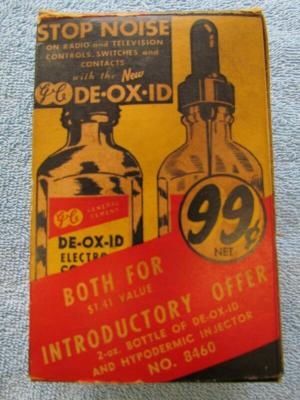 STOP NOISE
ON RADIO and TELEVISION
CONTROLS, SWITCHES and
CONTACTS
with the New
G-C DE-OX-ID
G-C GENERAL
CEMENT
DE-OX-ID
ELECTRO
CO
99¢
NET
BOTH FOR
$1.41 VALUE
INTRODUCTORY OFFER
2-oz. BOTTLE OF DE-OX-ID
AND HYPODERMIC INJECTOR
NO. 8460